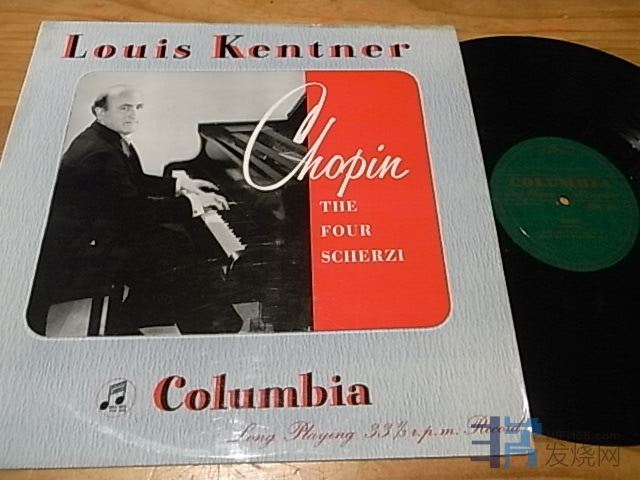 Louis Kentner
Chopin
THE
FOUR
SCHERZI
Columbia
Long Playing 33⅓ r.p.m. Record
COLUMBIA
发烧网